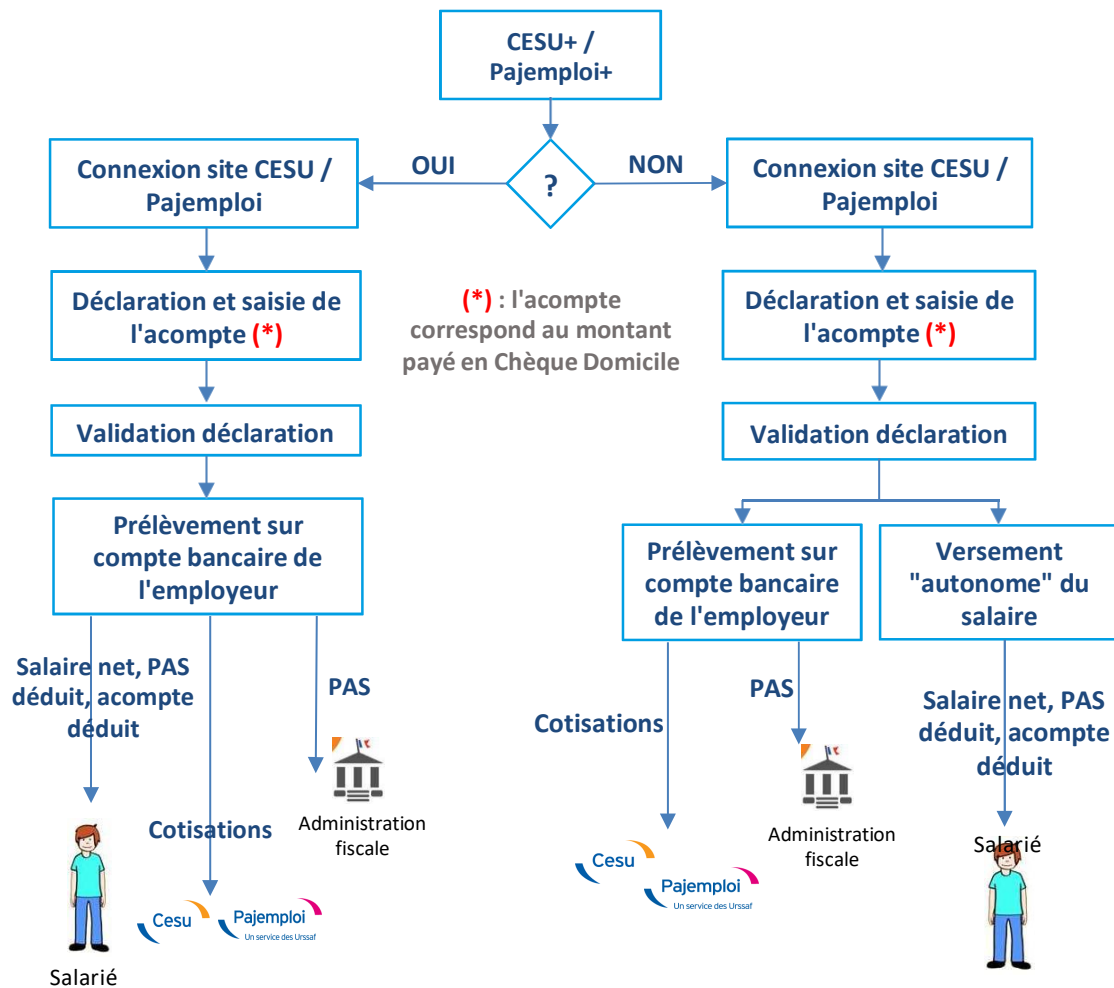 CESU+ /
Pajemploi+
?
OUI
NON
Connexion site CESU /
Pajemploi
Déclaration et saisie de
l'acompte (*)
Validation déclaration
Prélèvement sur
compte bancaire de
l'employeur
Salaire net, PAS
déduit, acompte
déduit
Salarié
Cotisations
Cesu
Pajemploi
Un service des Urssaf
PAS
Administration
fiscale
(*) : l'acompte
correspond au montant
payé en Chèque Domicile
Connexion site CESU /
Pajemploi
Déclaration et saisie de
l'acompte (*)
Validation déclaration
Prélèvement sur
compte bancaire
de l'employeur
Versement
"autonome" du
salaire
Cotisations
Cesu
Pajemploi
Un service des Urssaf
PAS
Administration
fiscale
Salaire net, PAS
déduit, acompte
déduit
Salarié